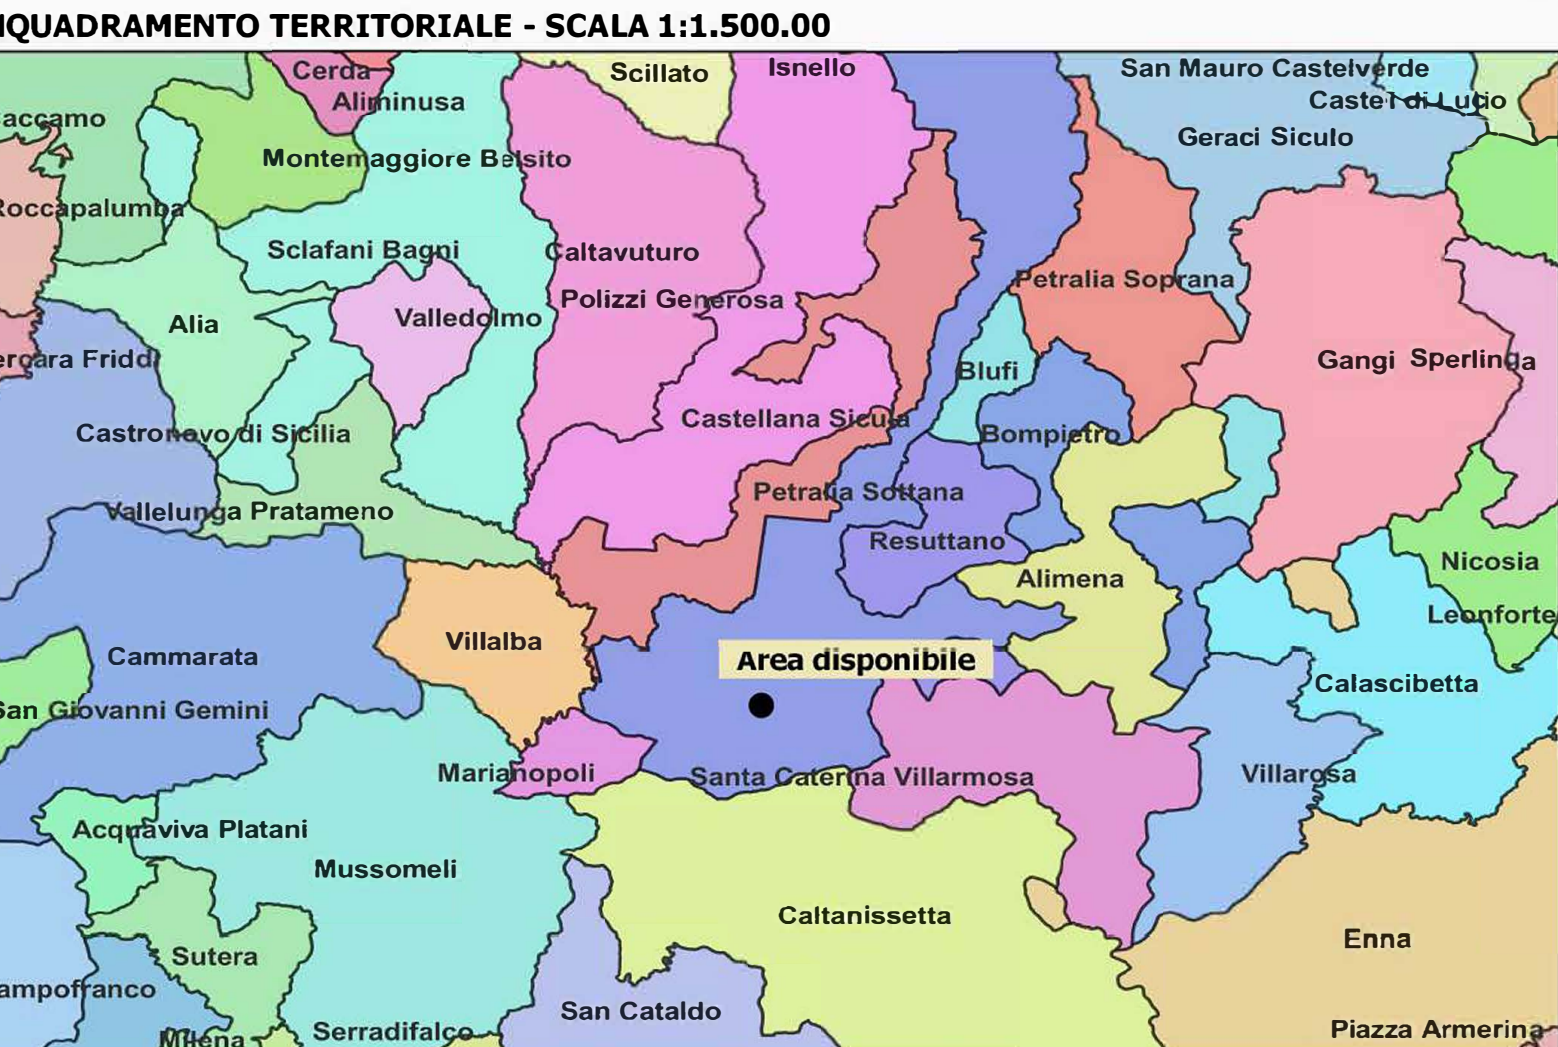 IQUADRAMENTO TERRITORIALE - SCALA 1:1.500.00
Cerda
Scillato
Isnello
San Mauro Castelverde
Aliminusa
Castel di Lucio
accamo
Geraci Siculo
Montemaggiore Belsito
Roccapalumba
Sclafani Bagni
Caltavuturo
Petralia Soprana
Polizzi Generosa
Alia
Valledolmo
ercara Friddi
Gangi
Sperlinga
Blufi
Castellana Sicula
Castronovo di Sicilia
Bompietro
Petralia Sottana
Vallelunga Pratameno
Resuttano
Nicosia
Alimena
Leonforte
Villalba
Cammarata
Area disponibile
Calascibetta
San Giovanni Gemini
Marianopoli
Santa Caterina Villarmosa
Villarosa
Acquaviva Platani
Mussomeli
Caltanissetta
Enna
Sutera
ampofranco
San Cataldo
Milena
Serradifalco
Piazza Armerina